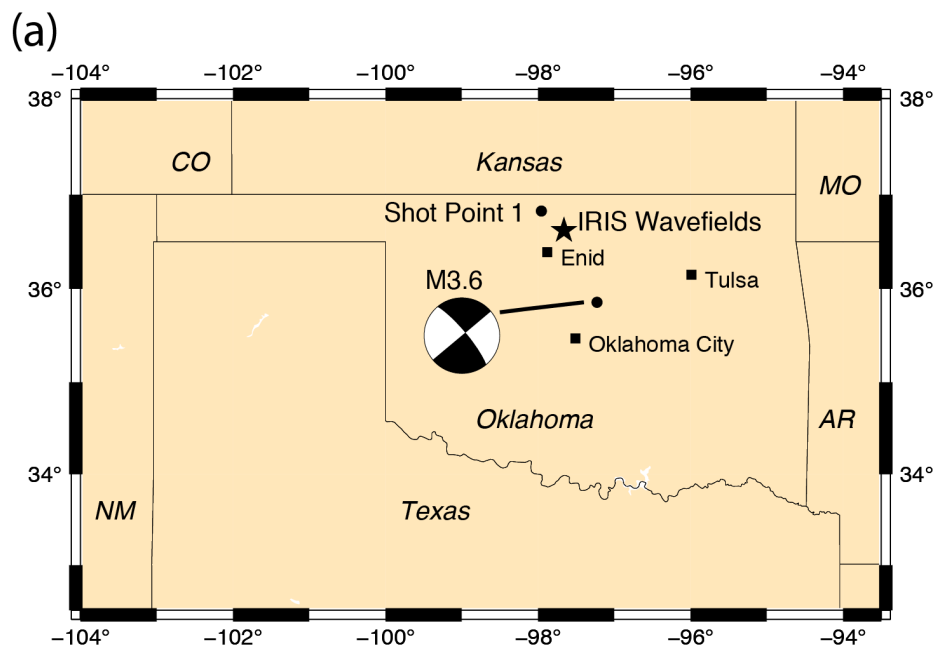 (a)
−104° −102° −100° −98° −96° −94°
38° 38°
CO Kansas
MO
Shot Point 1 IRIS Wavefields
Enid
Tulsa
M3.6
36° 36°
Oklahoma City
Oklahoma AR
34° 34°
NM Texas
−104° −102° −100° −98° −96° −94°